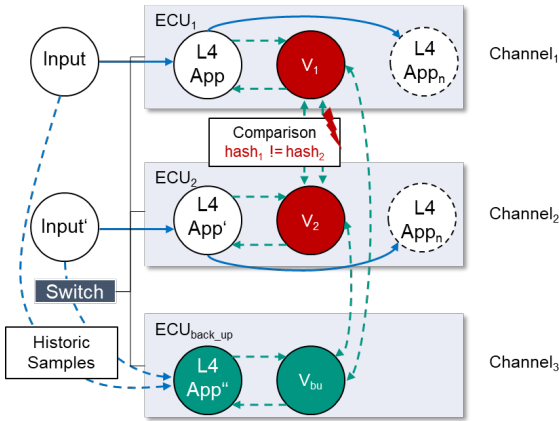 ECU1
Input
L4
App
V1
L4
Appn
Channel1
Comparison
hash1 != hash2
ECU2
Input‘
L4
App‘
V2
L4
Appn
Channel2
Switch
Historic
Samples
ECUback_up
L4
App“
Vbu
Channel3